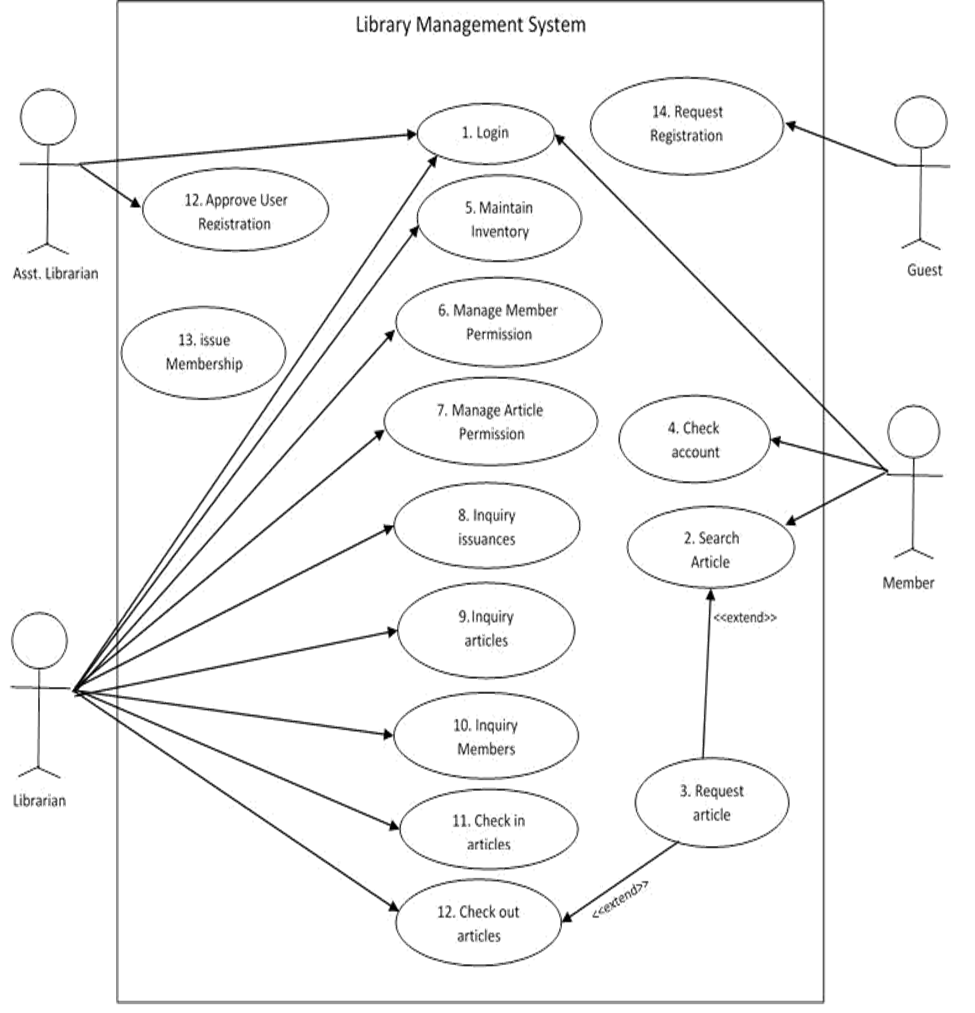 Library Management System
1. Login
14. Request
Registration
12. Approve User
Registration
5. Maintain
Inventory
Asst. Librarian
Guest
6. Manage Member
Permission
13. issue
Membership
7. Manage Article
Permission
4. Check
account
8. Inquiry
issuances
2. Search
Article
Member
<<extend>>
9.Inquiry
articles
10. Inquiry
Members
Librarian
3. Request
article
11. Check in
articles
<<extend>>
12. Check out
articles